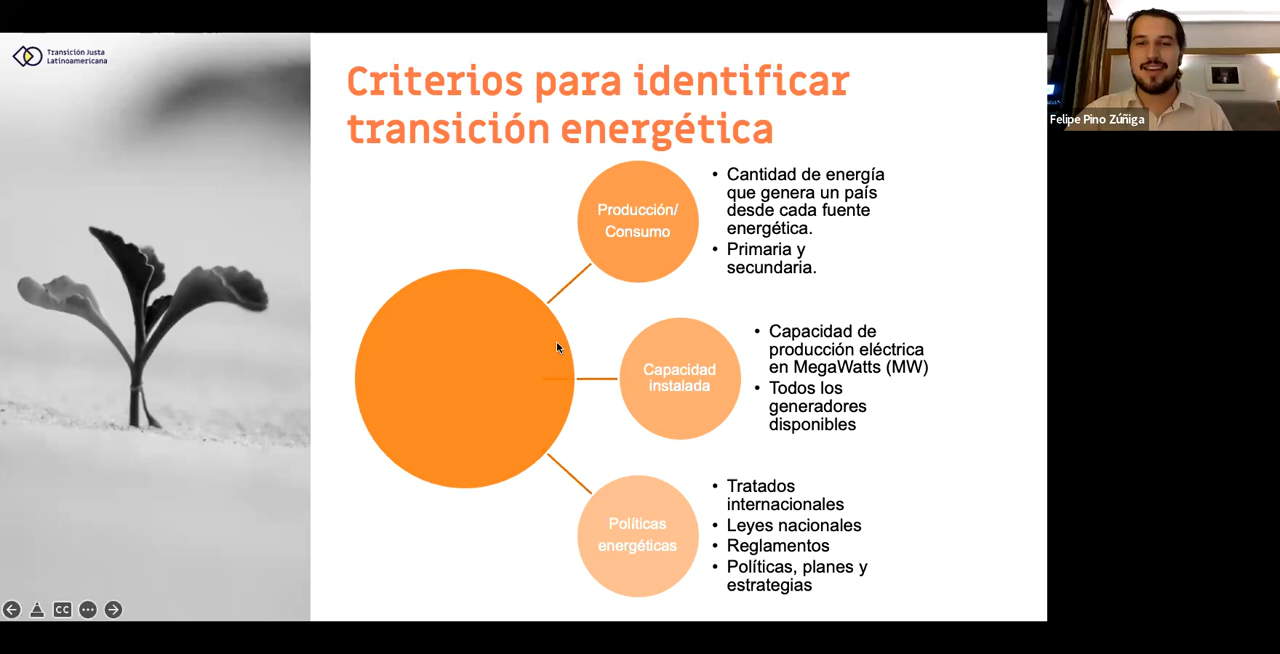 Transición Justa
Latinoamericana
Criterios para identificar
transición energética
Producción/
Consumo
• Cantidad de energía
que genera un país
desde cada fuente
energética.
• Primaria y
secundaria.
Capacidad
instalada
• Capacidad de
producción eléctrica
en MegaWatts (MW)
• Todos los
generadores
disponibles
Políticas
energéticas
• Tratados
internacionales
• Leyes nacionales
• Reglamentos
• Políticas, planes y
estrategias
CC
Felipe Pino Zúñiga